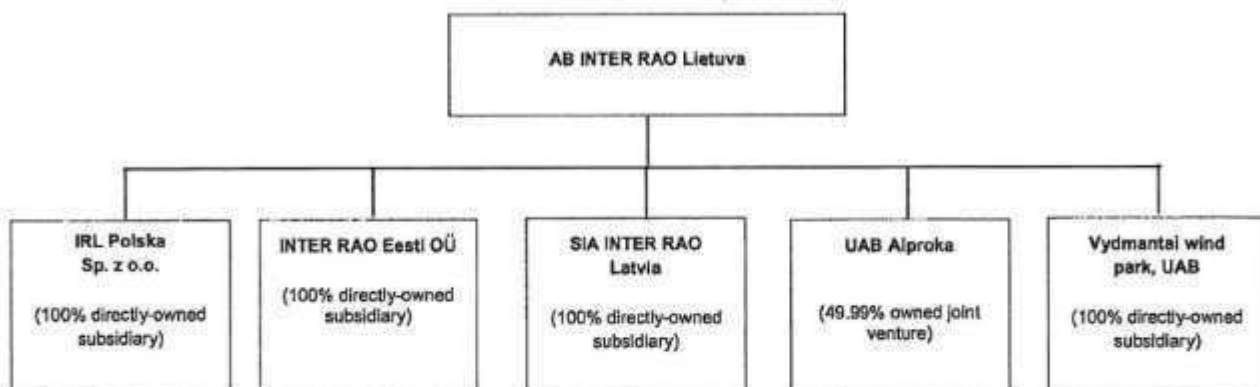 AB INTER RAO Lietuva
IRL Polska
Sp. z o.o.
(100% directly-owned
subsidiary)
INTER RAO Eesti OÜ
(100% directly-owned
subsidiary)
SIA INTER RAO
Latvia
(100% directly-owned
subsidiary)
UAB Alproka
(49.99% owned joint
venture)
Vydmantai wind
park, UAB
(100% directly-owned
subsidiary)